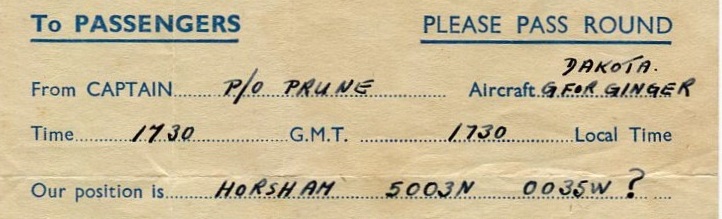 To PASSENGERS PLEASE PASS ROUND
DAKOTA.
From CAPTAIN P/O PRUNE Aircraft G FOR GINGER
Time 1730 G.M.T. 1730 Local Time
Our position is HORSHAM 5003N 0035W ?